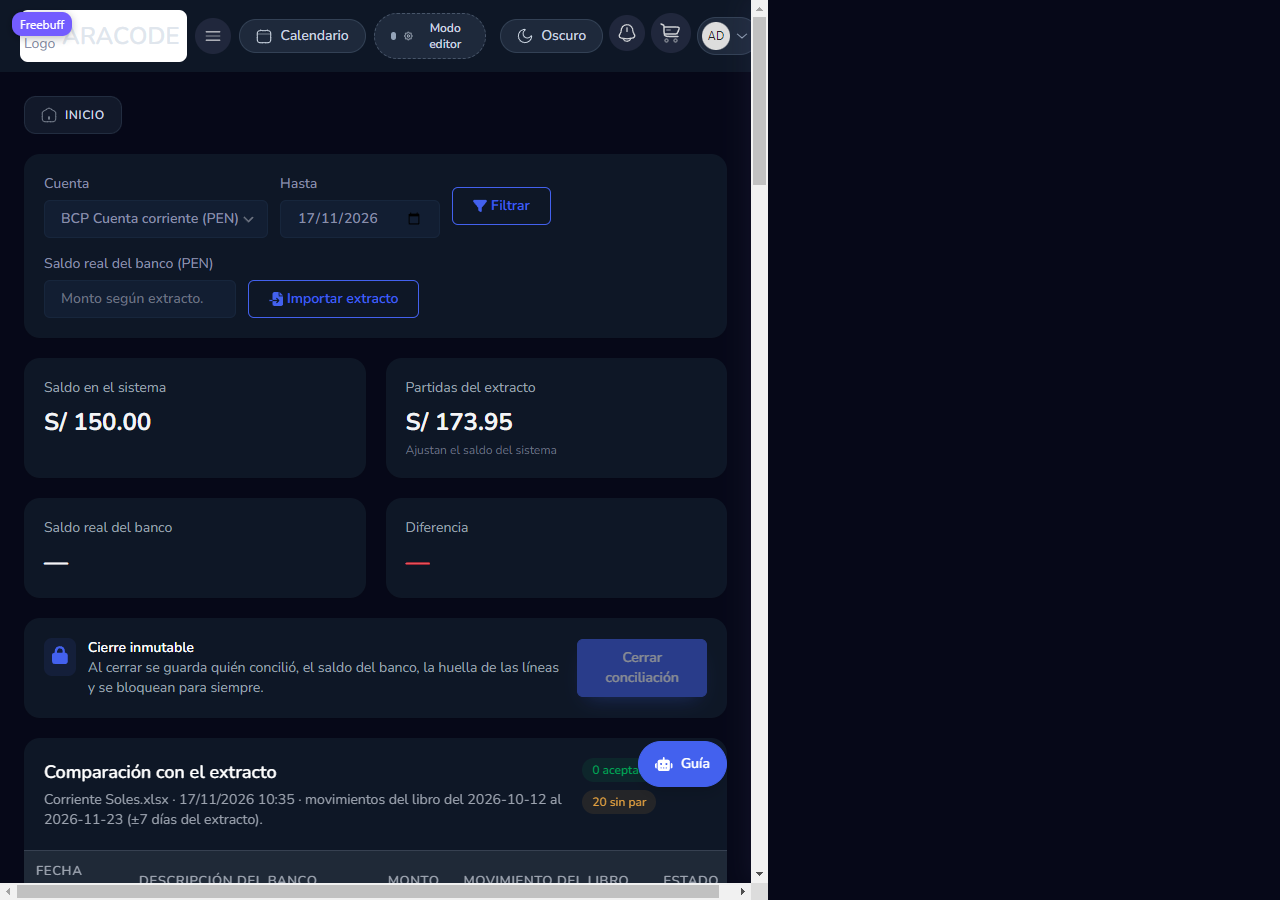 Freebuff
Logo
ARACODE
Calendario
Modo
editor
Oscuro
AD
INICIO
Cuenta
Hasta
BCP Cuenta corriente (PEN)
17/11/2026
Filtrar
Saldo real del banco (PEN)
Monto según extracto.
Importar extracto
Saldo en el sistema
S/ 150.00
Partidas del extracto
S/ 173.95
Ajustan el saldo del sistema
Saldo real del banco
—
Diferencia
—
Cierre inmutable
Al cerrar se guarda quién concilió, el saldo del banco, la huella de las líneas
y se bloquean para siempre.
Cerrar
conciliación
Comparación con el extracto
Corriente Soles.xlsx · 17/11/2026 10:35 · movimientos del libro del 2026-10-12 al
2026-11-23 (±7 días del extracto).
0 acepta
20 sin par
Guía
FECHA
DESCRIPCIÓN DEL BANCO
MONTO
MOVIMIENTO DEL LIBRO
ESTADO